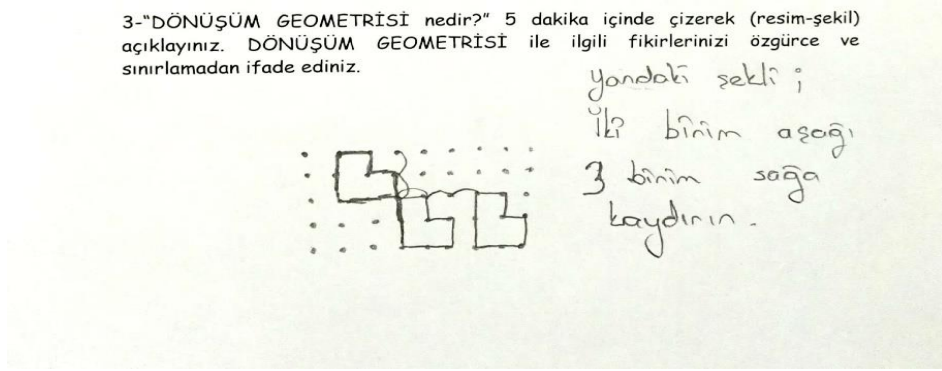 3-“DÖNÜŞÜM GEOMETRİSİ nedir?” 5 dakika içinde çizerek (resim-şekil)
açıklayınız. DÖNÜŞÜM GEOMETRİSİ ile ilgili fikirlerinizi özgürce ve
sınırlamadan ifade ediniz.
yandaki şekli ;
İki birim aşağı
3 birim sağa
kaydırın.